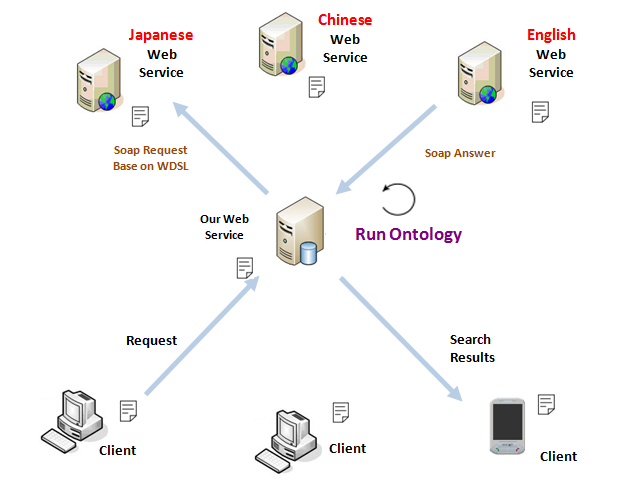 Japanese
Web
Service
Chinese
Web
Service
English
Web
Service
Soap Request
Base on WDSL
Soap Answer
Our Web
Service
Run Ontology
Request
Search
Results
Client
Client
Client